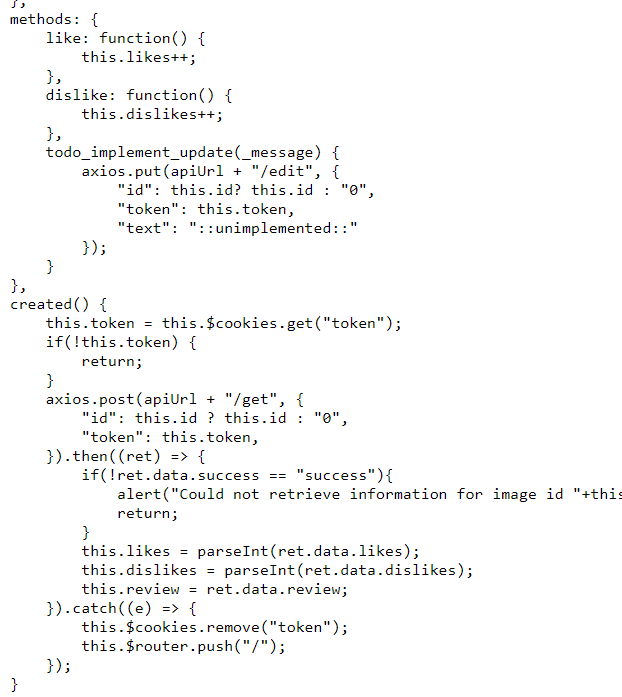 },
methods: {
    like: function() {
        this.likes++;
    },
    dislike: function() {
        this.dislikes++;
    },
    todo_implement_update(_message) {
        axios.put(apiUrl + "/edit", {
            "id": this.id? this.id : "0",
            "token": this.token,
            "text": "::unimplemented::"
        });
    }
},
created() {
    this.token = this.$cookies.get("token");
    if(!this.token) {
        return;
    }
    axios.post(apiUrl + "/get", {
        "id": this.id ? this.id : "0",
        "token": this.token,
    }).then((ret) => {
        if(!ret.data.success == "success"){
            alert("Could not retrieve information for image id "+this
            return;
        }
        this.likes = parseInt(ret.data.likes);
        this.dislikes = parseInt(ret.data.dislikes);
        this.review = ret.data.review;
    }).catch((e) => {
        this.$cookies.remove("token");
        this.$router.push("/");
    });
}